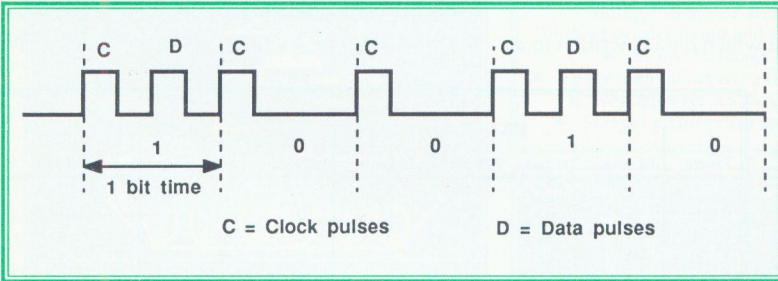 C D C C C D C
1 0 0 1 0
1 bit time
C = Clock pulses D = Data pulses